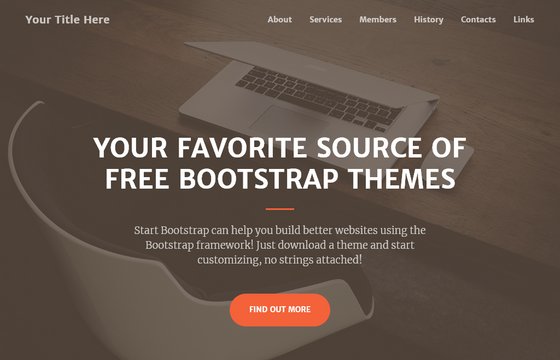 Your Title Here
About Services Members History Contacts Links
YOUR FAVORITE SOURCE OF
FREE BOOTSTRAP THEMES
Start Bootstrap can help you build better websites using the
Bootstrap framework! Just download a theme and start
customizing, no strings attached!
FIND OUT MORE